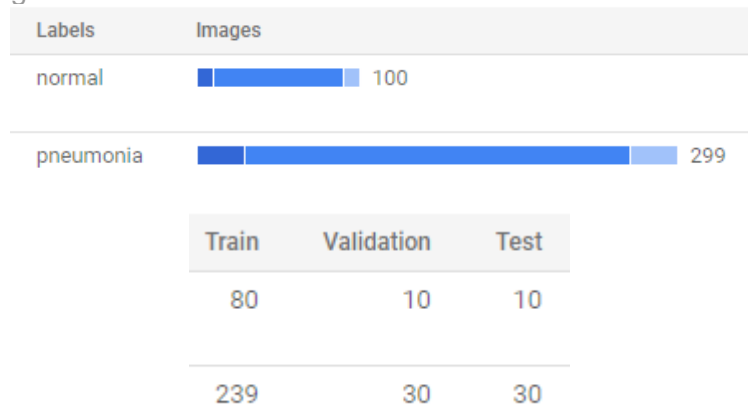 Labels Images
normal 100
pneumonia 299
Train Validation Test
80 10 10
239 30 30